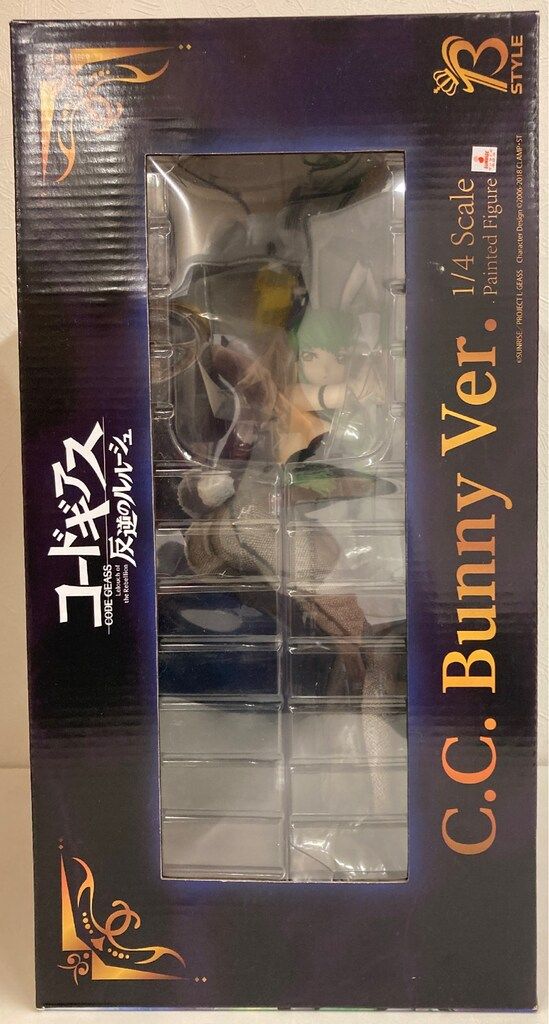 B
STYLE
コードギアス
反逆のルルーシュ
CODE GEASS
Lelouch of
the Rebellion
C.C. Bunny Ver.
1/4 Scale
Painted Figure
©SUNRISE/PROJECT L-GEASS Character Design ©2006-2018 CLAMP・ST